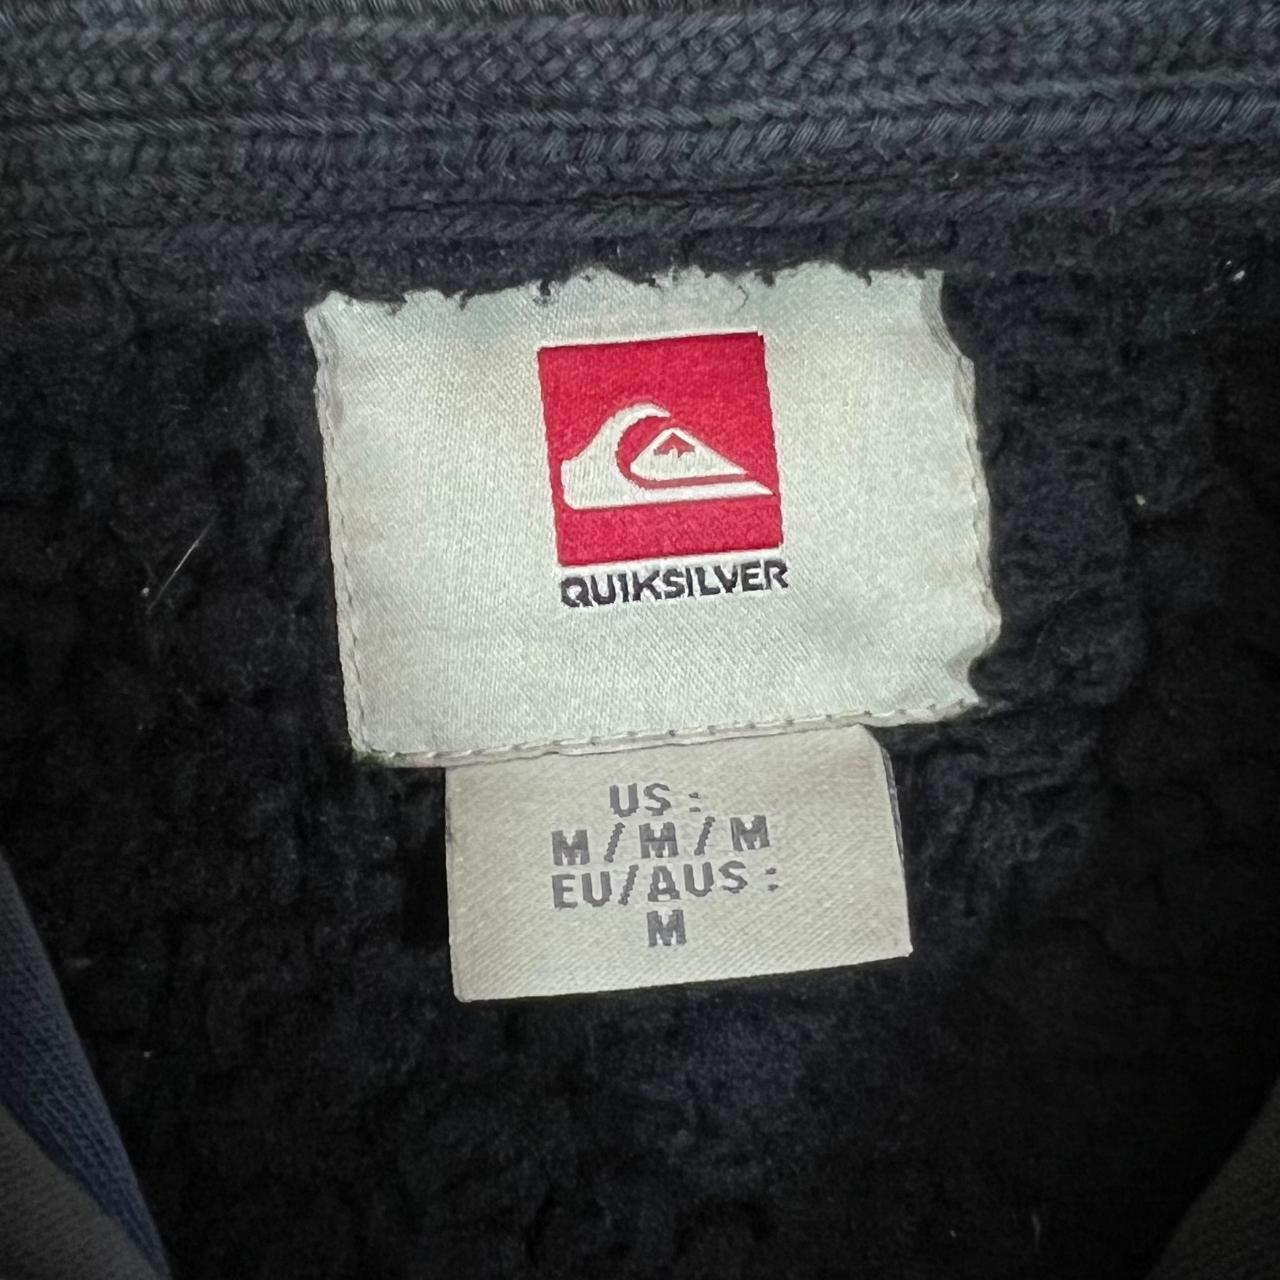 QUIKSILVER
US :
M / M / M
EU/AUS :
M